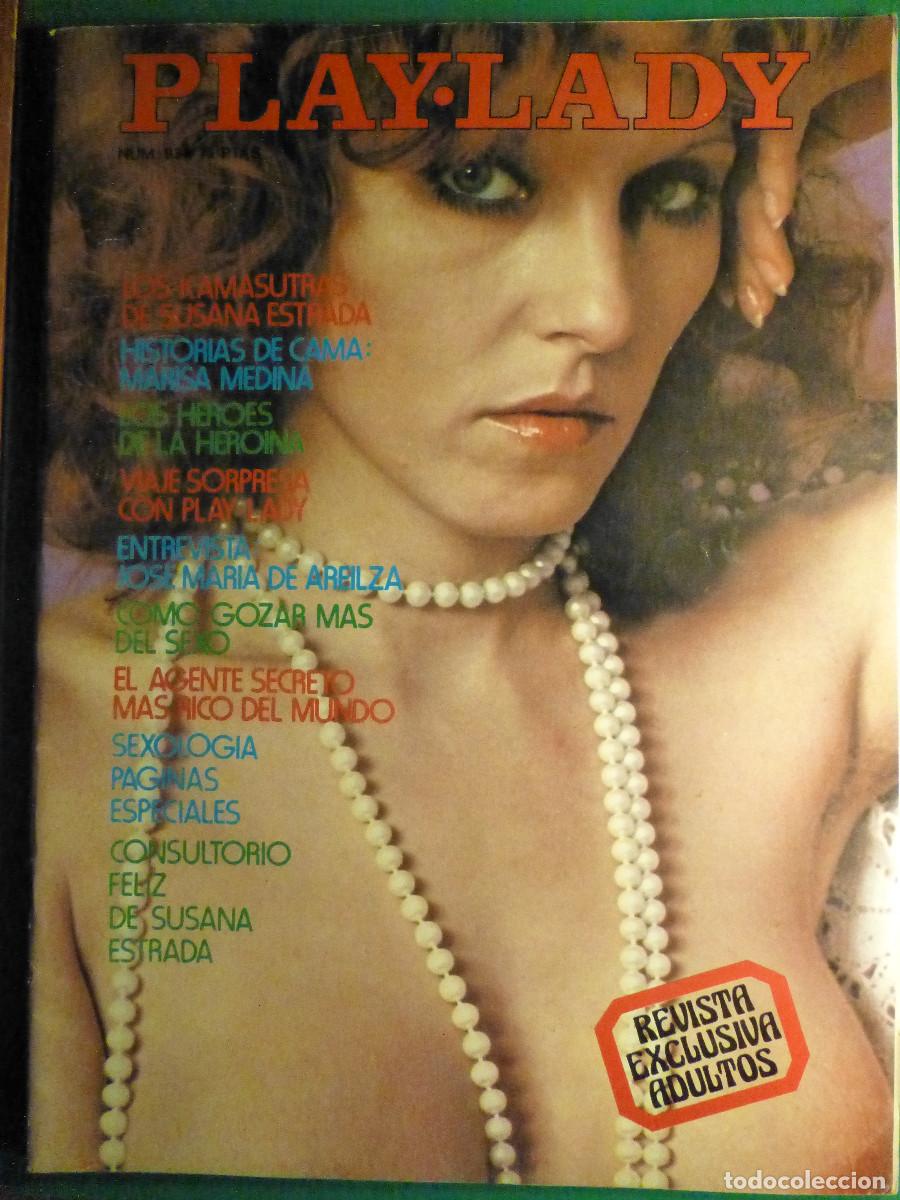 PLAY·LADY
NUM. PTAS
LOS KAMASUTRAS
DE SUSANA ESTRADA
HISTORIAS DE CAMA:
MARISA MEDINA
LOS HEROES
DE LA HEROINA
VIAJE SORPRESA
CON PLAY-LADY
ENTREVISTA:
JOSE MARIA DE AREILZA
COMO GOZAR MAS
DEL SEXO
EL AGENTE SECRETO
MAS RICO DEL MUNDO
SEXOLOGIA
PAGINAS
ESPECIALES
CONSULTORIO
FELIZ
DE SUSANA
ESTRADA
REVISTA
EXCLUSIVA
ADULTOS
todocoleccion